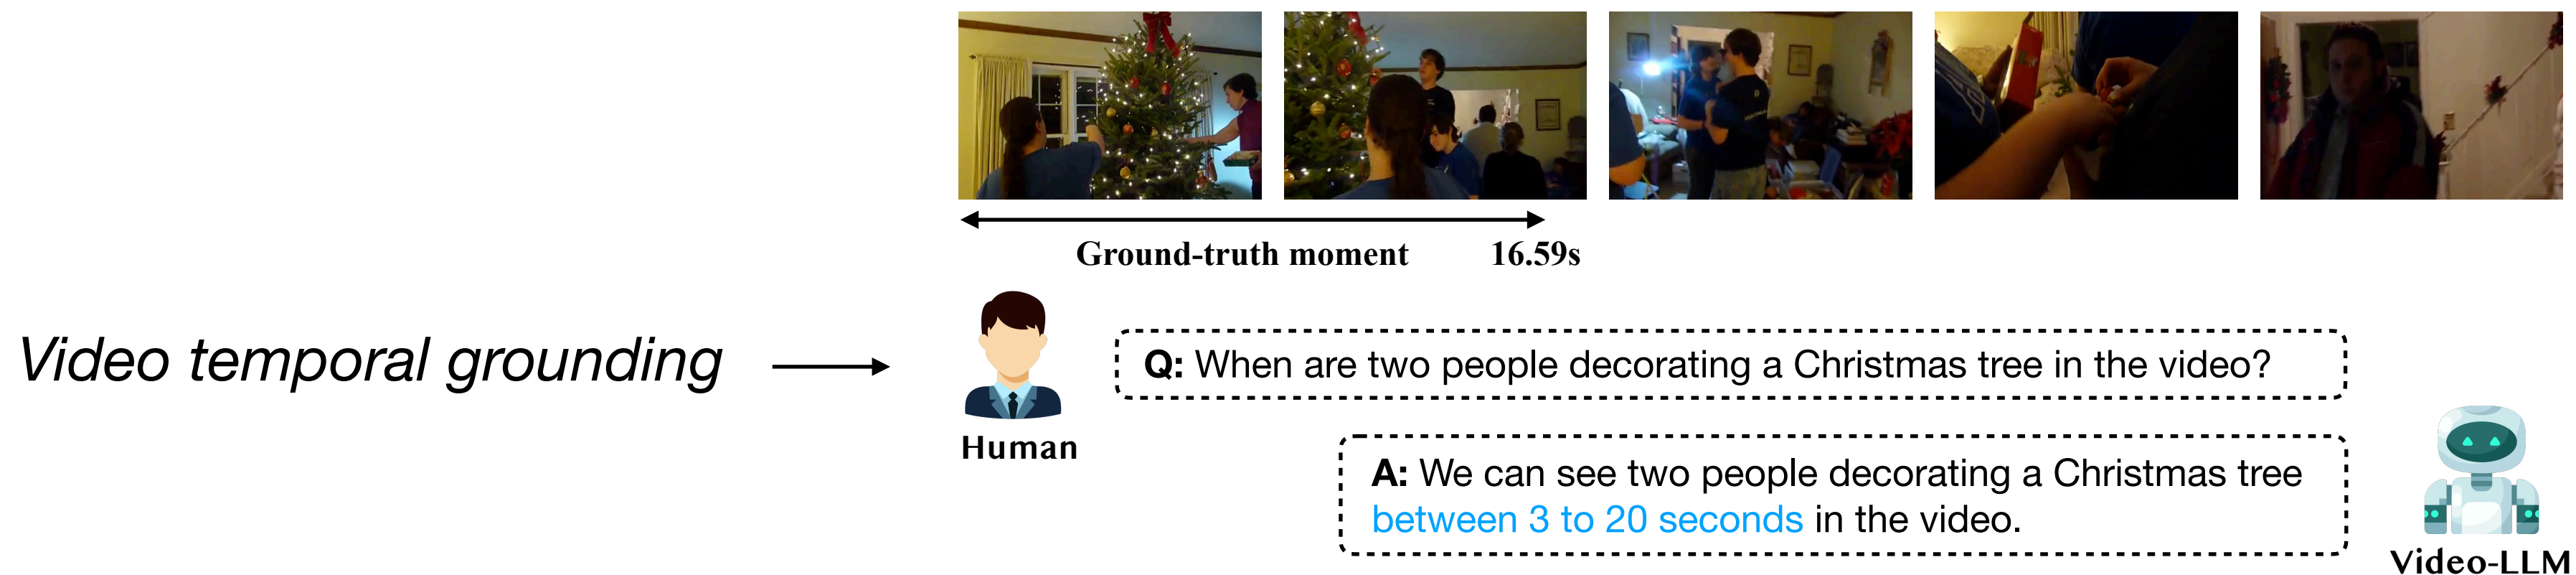 Ground-truth moment 16.59s
Video temporal grounding
Q: When are two people decorating a Christmas tree in the video?
Human
A: We can see two people decorating a Christmas tree
between 3 to 20 seconds in the video.
Video-LLM